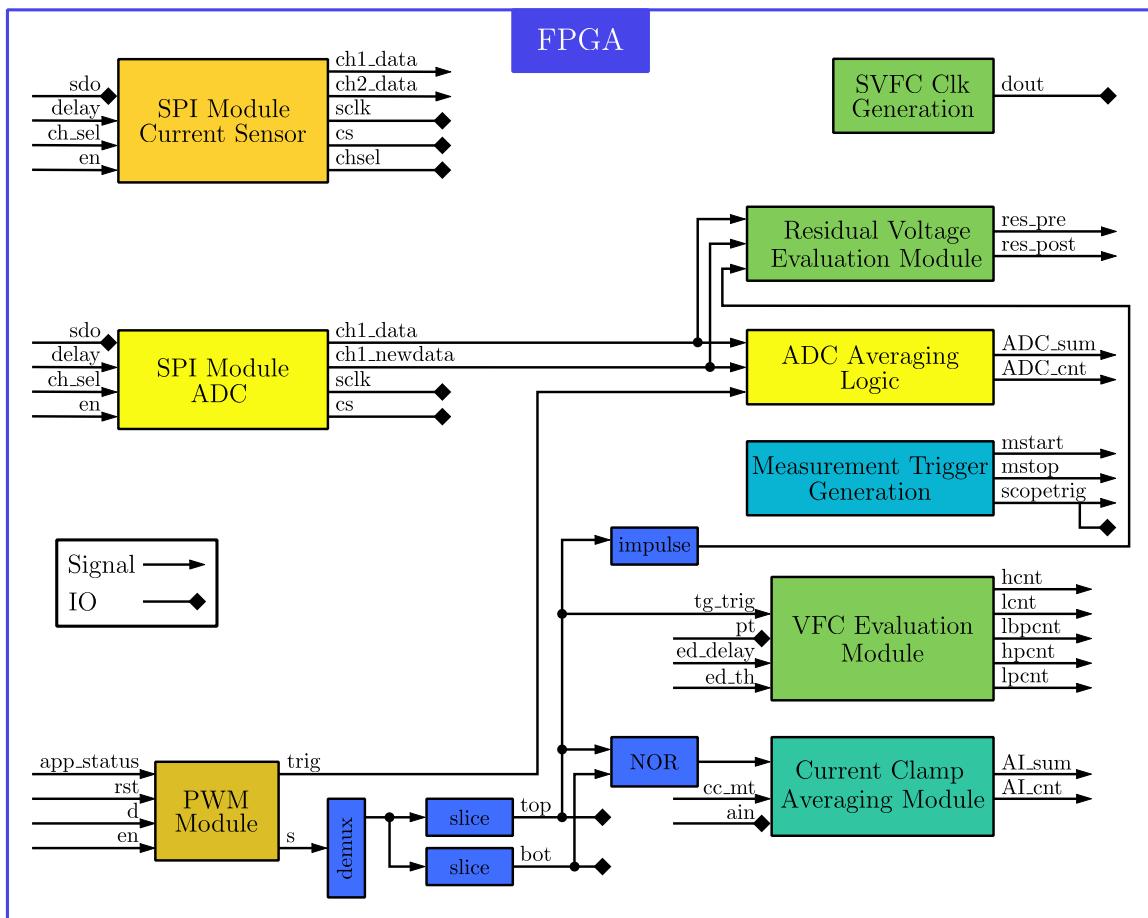 FPGA
sdo
delay
ch_sel
en
SPI Module
Current Sensor
ch1_data
ch2_data
sclk
cs
chsel
SVFC Clk
Generation
dout
Residual Voltage
Evaluation Module
res_pre
res_post
sdo
delay
ch_sel
en
SPI Module
ADC
ch1_data
ch1_newdata
sclk
cs
ADC Averaging
Logic
ADC_sum
ADC_cnt
Measurement Trigger
Generation
mstart
mstop
scopetrig
Signal
IO
impulse
tg_trig
pt
ed_delay
ed_th
VFC Evaluation
Module
hcnt
lcnt
lbpcnt
hpcnt
lpcnt
app_status
rst
d
en
PWM
Module
trig
s
demux
slice
top
slice
bot
NOR
cc_mt
ain
Current Clamp
Averaging Module
AI_sum
AI_cnt